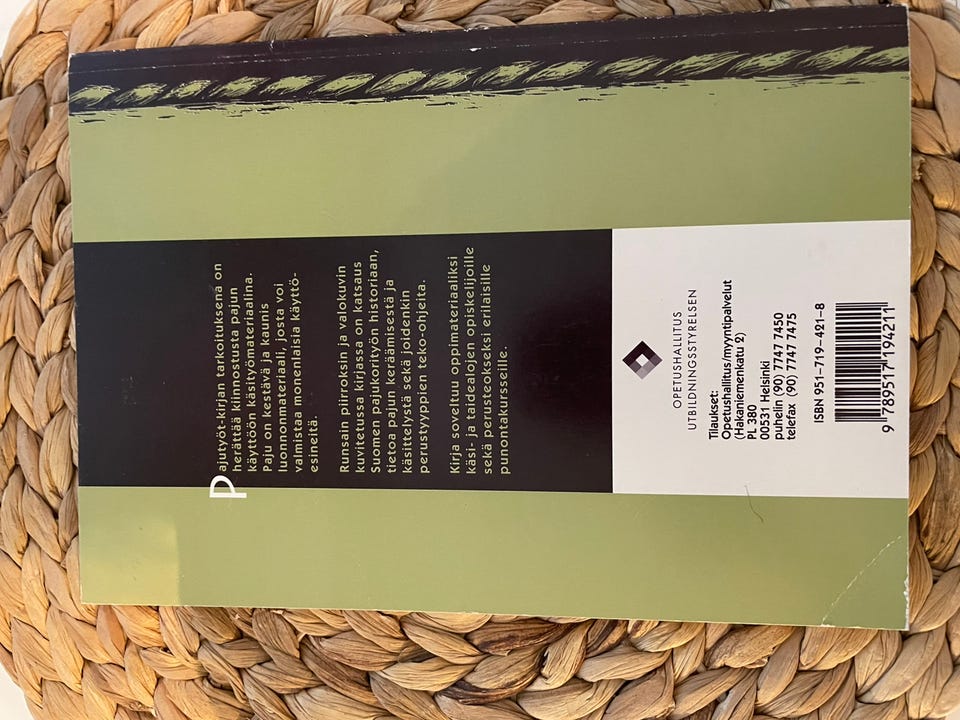 Pajutyöt-kirjan tarkoituksena on
herättää kiinnostusta pajun
käyttöön käsityömateriaalina.
Paju on kestävä ja kaunis
luonnonmateriaali, josta voi
valmistaa monenlaisia käyttö-
esineitä.
Runsain piirroksin ja valokuvin
kuvitetussa kirjassa on katsaus
Suomen pajukorityön historiaan,
tietoa pajun keräämisestä ja
käsittelystä sekä joidenkin
perustyyppien teko-ohjeita.
Kirja soveltuu oppimateriaaliksi
käsi- ja taidealojen opiskelijoille
sekä perusteokseksi erilaisille
punontakursseille.
OPETUSHALLITUS
UTBILDNINGSSTYRELSEN
Tilaukset:
Opetushallitus/myyntipalvelut
(Hakaniemenkatu 2)
PL 380
00531 Helsinki
puhelin (90) 7747 7450
telefax (90) 7747 7475
ISBN 951-719-421-8
9 789517 194211